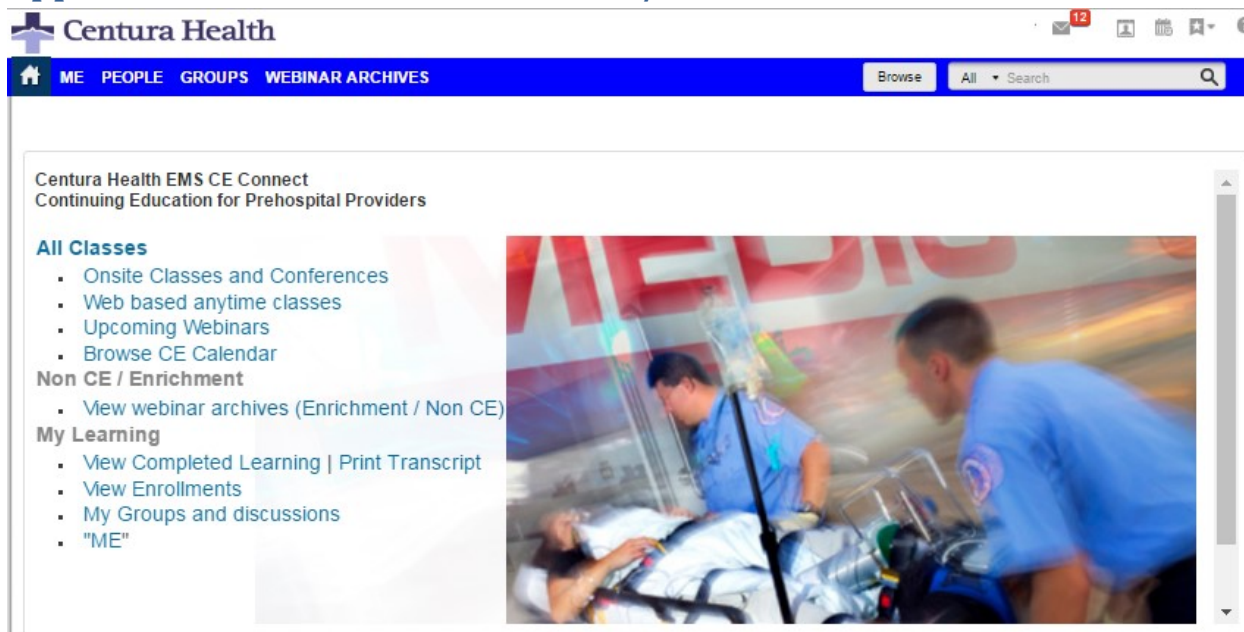 Centura Health
12
ME PEOPLE GROUPS WEBINAR ARCHIVES
Browse
All
Search
Centura Health EMS CE Connect
Continuing Education for Prehospital Providers
All Classes
Onsite Classes and Conferences
Web based anytime classes
Upcoming Webinars
Browse CE Calendar
Non CE / Enrichment
View webinar archives (Enrichment / Non CE)
My Learning
View Completed Learning | Print Transcript
View Enrollments
My Groups and discussions
"ME"
MEDIC